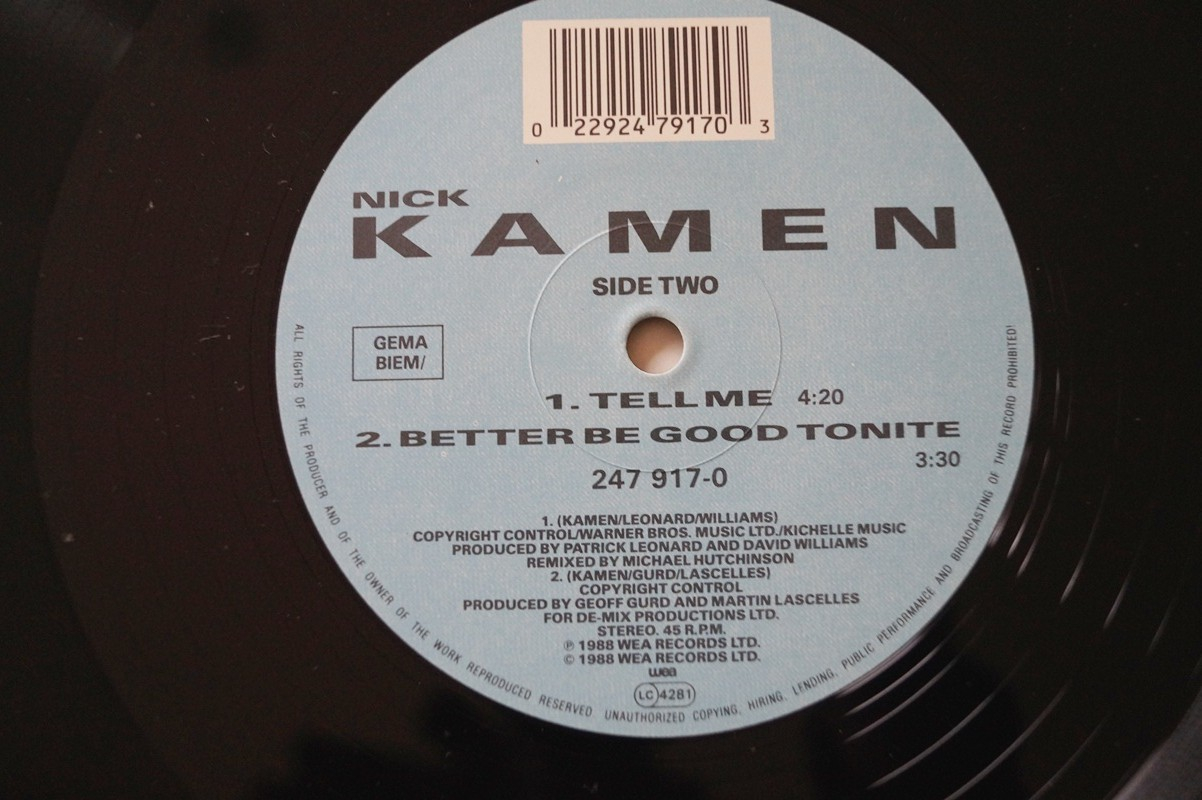 0 22924 79170 3
NICK
KAMEN
SIDE TWO
GEMA
BIEM/
1. TELL ME 4:20
2. BETTER BE GOOD TONITE
3:30
247 917-0
1. (KAMEN/LEONARD/WILLIAMS)
COPYRIGHT CONTROL/WARNER BROS. MUSIC LTD./KICHELLE MUSIC
PRODUCED BY PATRICK LEONARD AND DAVID WILLIAMS
REMIXED BY MICHAEL HUTCHINSON
2. (KAMEN/GURD/LASCELLES)
COPYRIGHT CONTROL
PRODUCED BY GEOFF GURD AND MARTIN LASCELLES
FOR DE-MIX PRODUCTIONS LTD.
STEREO. 45 R.P.M.
℗ 1988 WEA RECORDS LTD.
© 1988 WEA RECORDS LTD.
wea
LC 4281
ALL RIGHTS OF THE PRODUCER AND OF THE OWNER OF THE WORK REPRODUCED RESERVED UNAUTHORIZED COPYING, HIRING, LENDING, PUBLIC PERFORMANCE AND BROADCASTING OF THIS RECORD PROHIBITED!